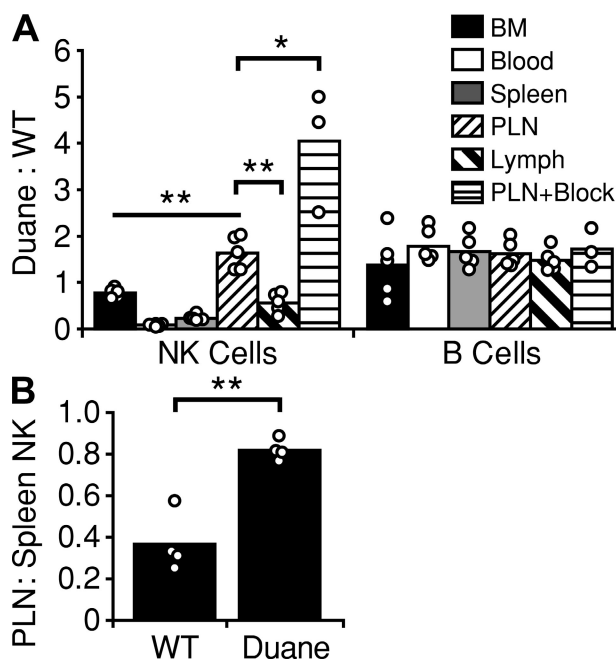 A
Duane : WT
6
5
4
3
2
1
0
*
**
**
BM
Blood
Spleen
PLN
Lymph
PLN+Block
NK Cells
B Cells
B
PLN: Spleen NK
1.0
0.8
0.6
0.4
0.2
0
**
WT
Duane